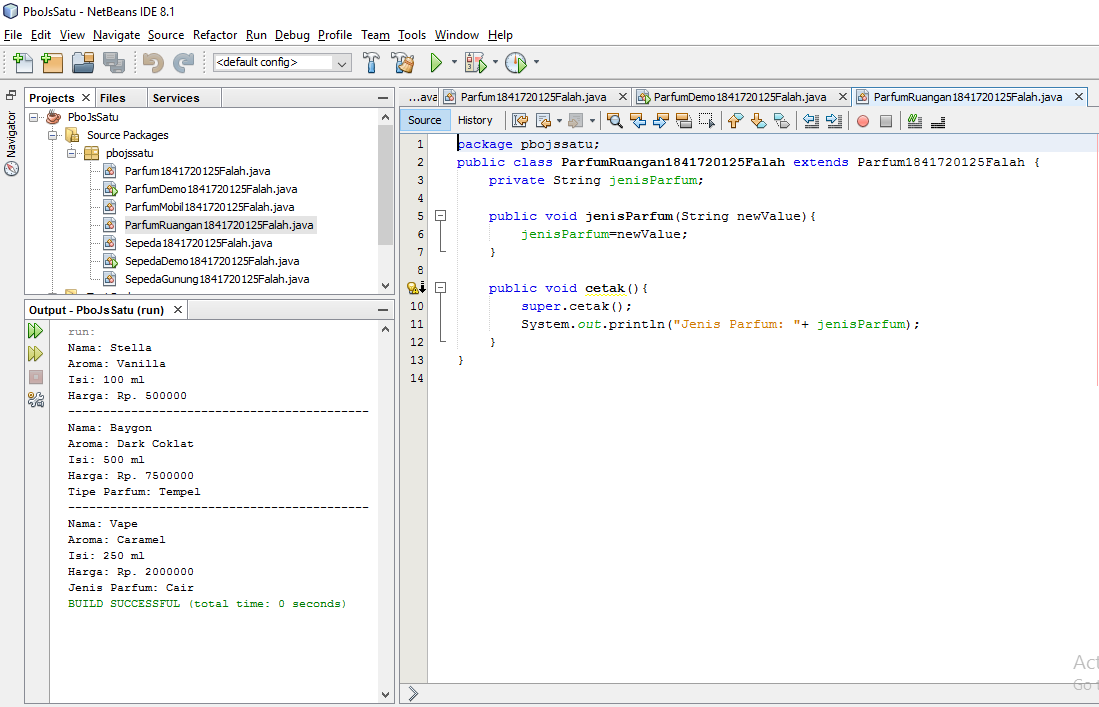 PboJsSatu - NetBeans IDE 8.1
File Edit View Navigate Source Refactor Run Debug Profile Team Tools Window Help
<default config>
Navigator
Projects Files Services
PboJsSatu
Source Packages
pbojssatu
Parfum1841720125Falah.java
ParfumDemo1841720125Falah.java
ParfumMobil1841720125Falah.java
ParfumRuangan1841720125Falah.java
Sepeda1841720125Falah.java
SepedaDemo1841720125Falah.java
SepedaGunung1841720125Falah.java
Output - PboJsSatu (run)
run:
Nama: Stella
Aroma: Vanilla
Isi: 100 ml
Harga: Rp. 500000
------------------------------------------
Nama: Baygon
Aroma: Dark Coklat
Isi: 500 ml
Harga: Rp. 7500000
Tipe Parfum: Tempel
------------------------------------------
Nama: Vape
Aroma: Caramel
Isi: 250 ml
Harga: Rp. 2000000
Jenis Parfum: Cair
BUILD SUCCESSFUL (total time: 0 seconds)
...ava Parfum1841720125Falah.java ParfumDemo1841720125Falah.java ParfumRuangan1841720125Falah.java
Source History
1 package pbojssatu;
2 public class ParfumRuangan1841720125Falah extends Parfum1841720125Falah {
3 private String jenisParfum;
4
5 public void jenisParfum(String newValue){
6 jenisParfum=newValue;
7 }
8
public void cetak(){
10 super.cetak();
11 System.out.println("Jenis Parfum: "+ jenisParfum);
12 }
13 }
14
Act
Go t